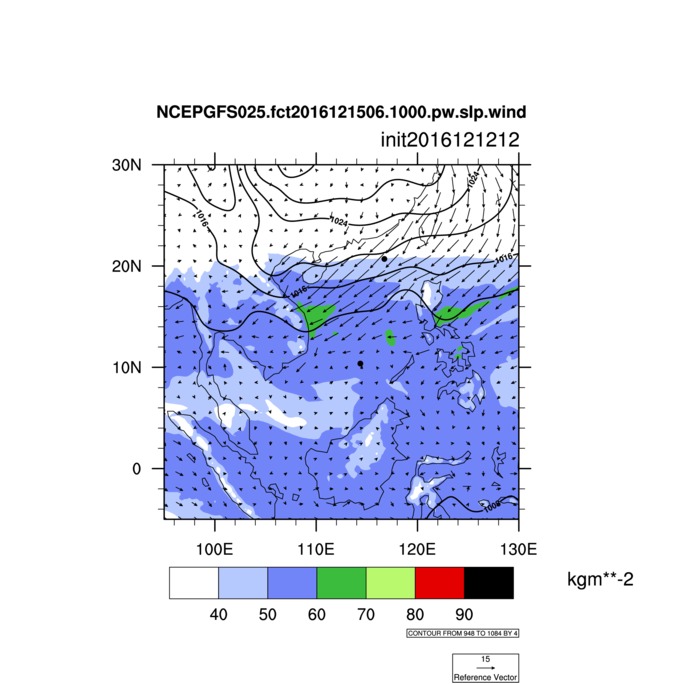 NCEPGFS025.fct2016121506.1000.pw.slp.wind
init2016121212
30N
20N
10N
0
1016
1024
1024
1016
1016
1008
100E 110E 120E 130E
kgm**-2
40 50 60 70 80 90
CONTOUR FROM 948 TO 1084 BY 4
15
Reference Vector